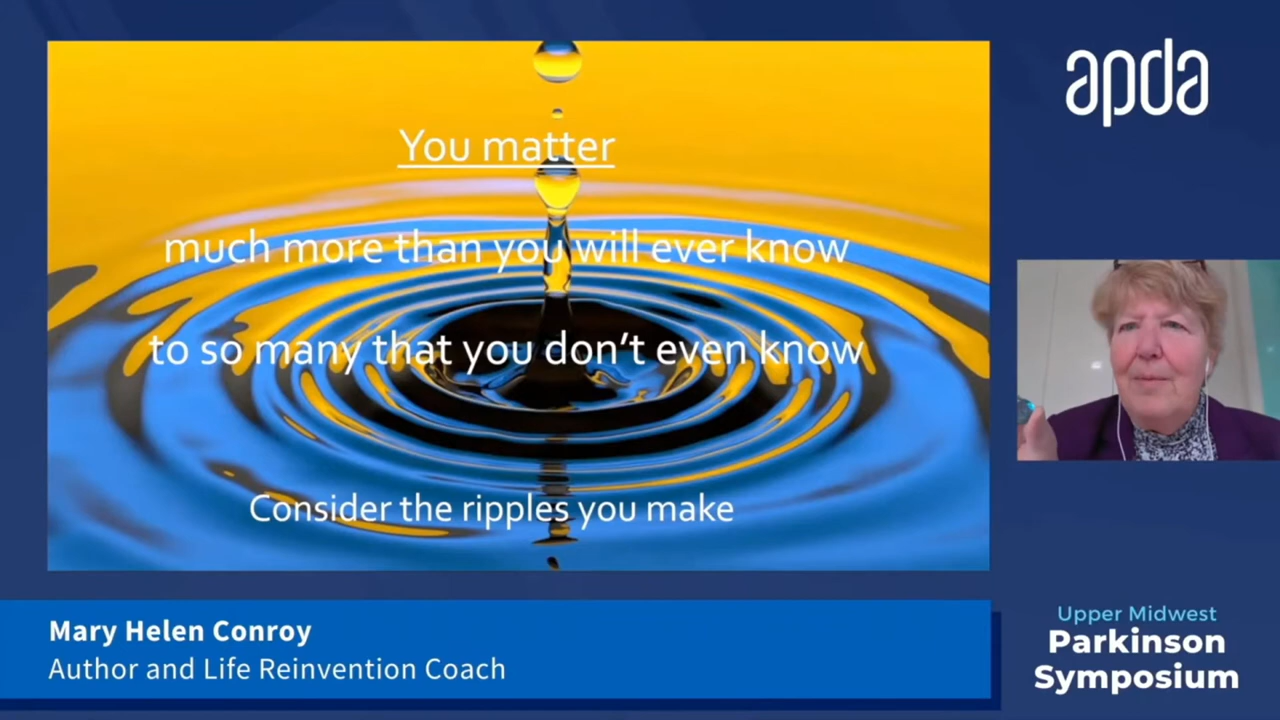 You matter
much more than you will ever know
to so many that you don't even know
Consider the ripples you make
apda
Mary Helen Conroy
Author and Life Reinvention Coach
Upper Midwest
Parkinson
Symposium